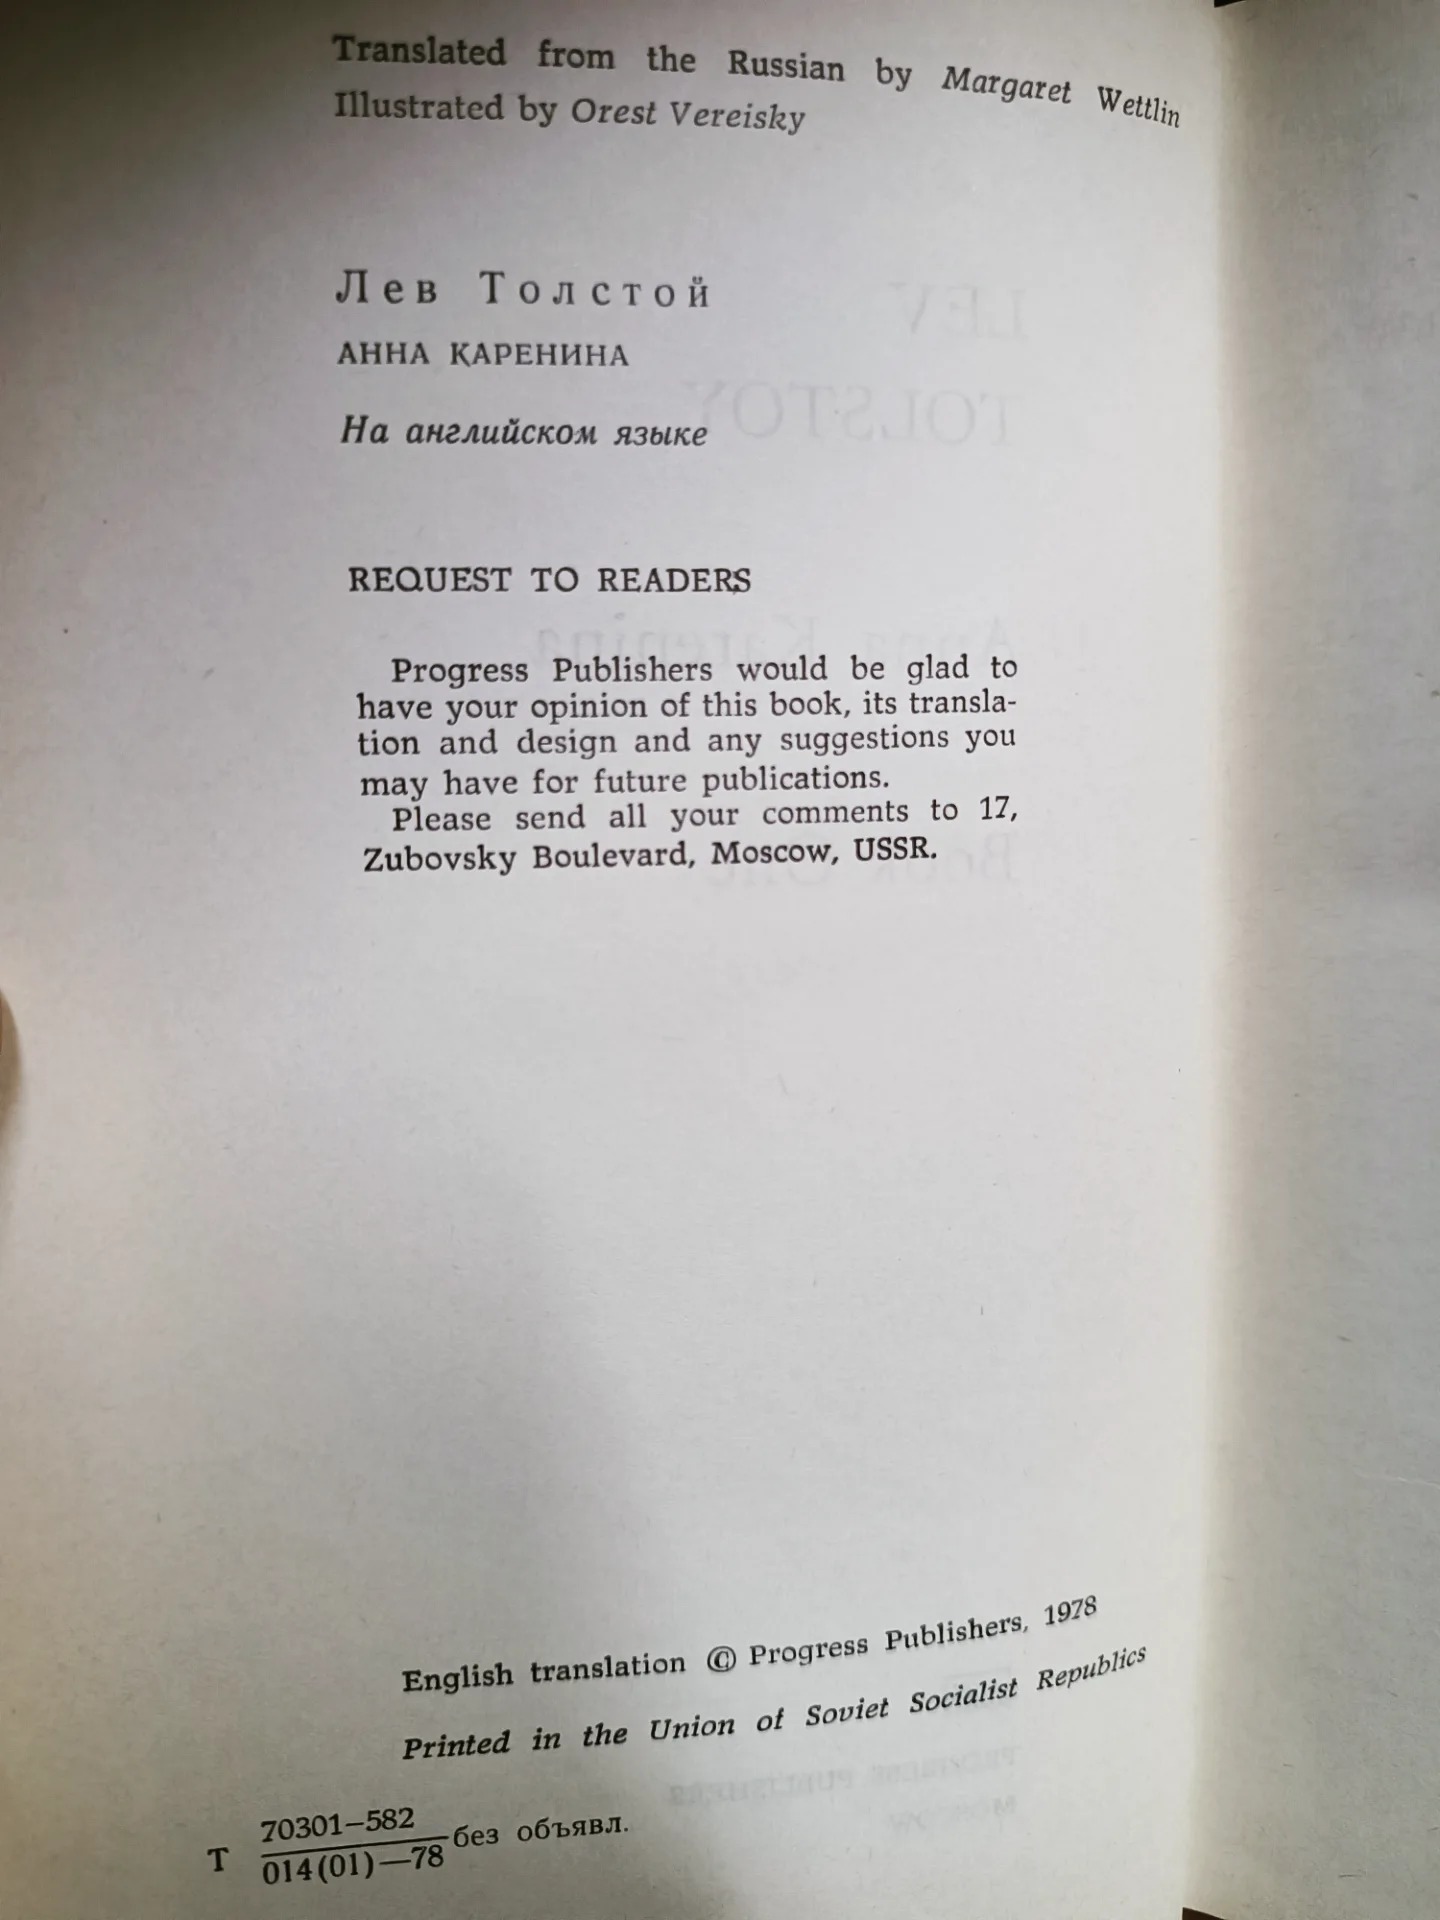 Translated from the Russian by Margaret Wettlin
Illustrated by Orest Vereisky
Лев Толстой
АННА КАРЕНИНА
На английском языке
REQUEST TO READERS
Progress Publishers would be glad to
have your opinion of this book, its transla-
tion and design and any suggestions you
may have for future publications.
Please send all your comments to 17,
Zubovsky Boulevard, Moscow, USSR.
English translation © Progress Publishers, 1978
Printed in the Union of Soviet Socialist Republics
Т 70301—582
014(01)—78 без объявл.